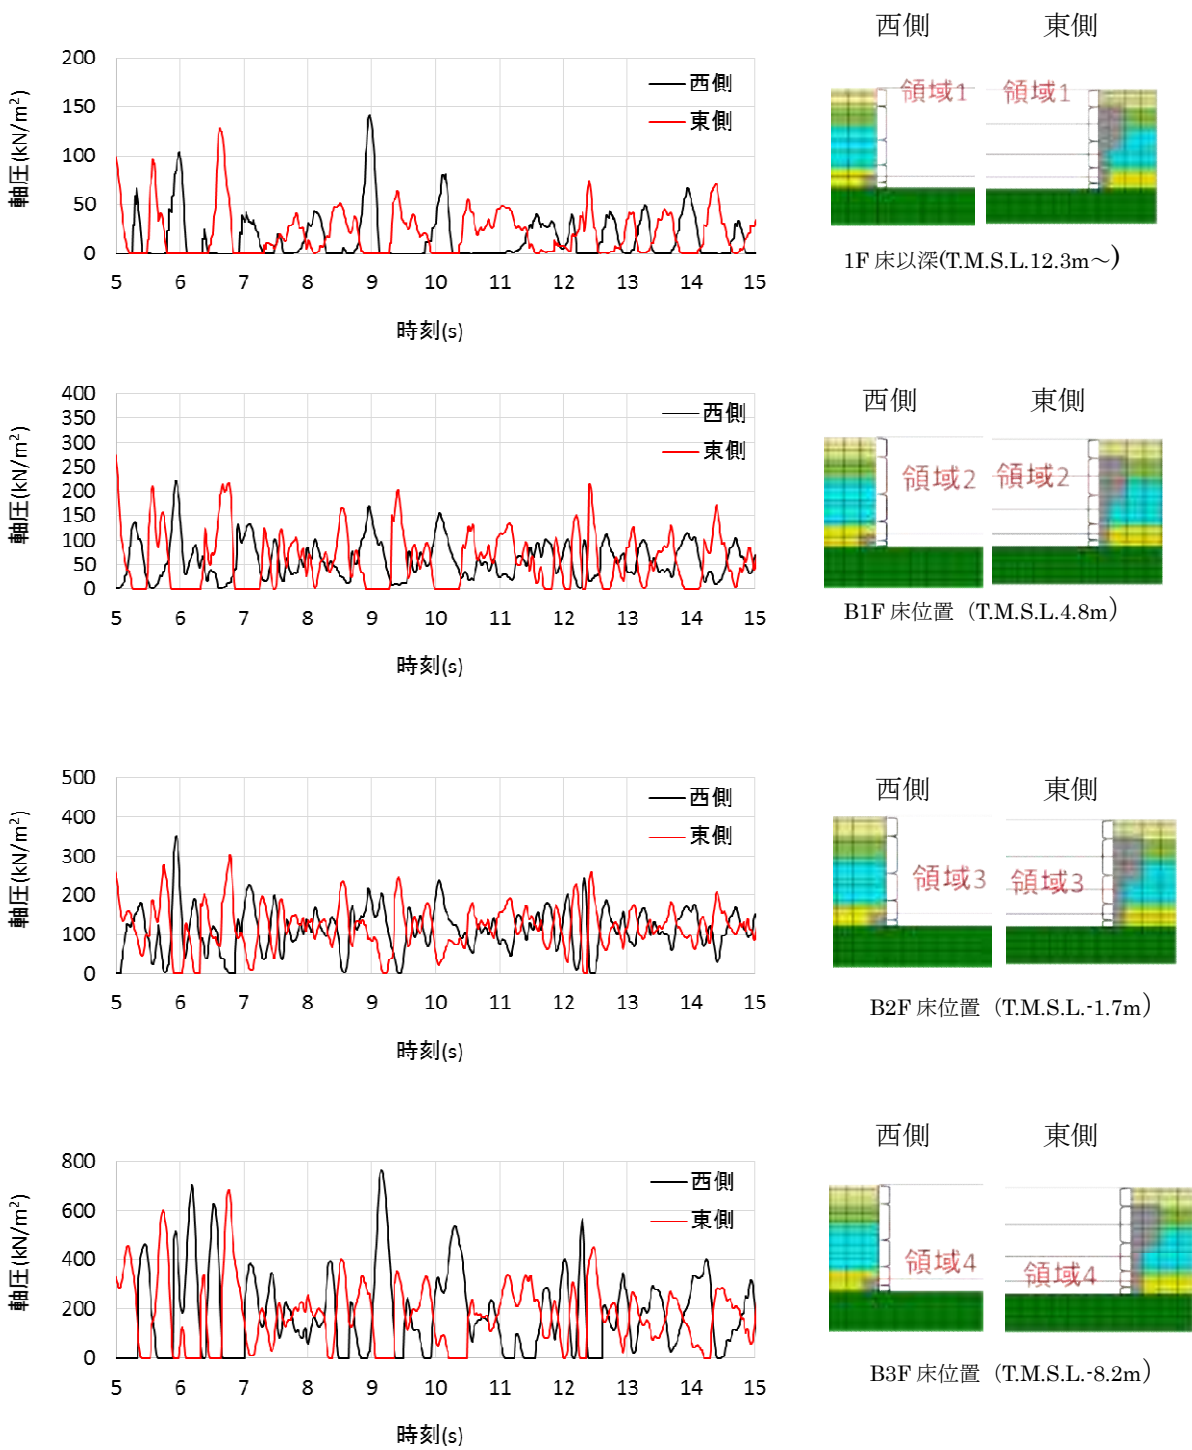 西側 東側
200
150
100
50
0
軸圧(kN/m²)
西側
東側
5 6 7 8 9 10 11 12 13 14 15
時刻(s)
領域1 領域1
1F 床以深(T.M.S.L.12.3m～)
400
350
300
250
200
150
100
50
0
軸圧(kN/m²)
西側
東側
5 6 7 8 9 10 11 12 13 14 15
時刻(s)
西側 東側
領域2 領域2
B1F 床位置（T.M.S.L.4.8m）
500
400
300
200
100
0
軸圧(kN/m²)
西側
東側
5 6 7 8 9 10 11 12 13 14 15
時刻(s)
西側 東側
領域3 領域3
B2F 床位置（T.M.S.L.-1.7m）
800
600
400
200
0
軸圧(kN/m²)
西側
東側
5 6 7 8 9 10 11 12 13 14 15
時刻(s)
西側 東側
領域4 領域4
B3F 床位置（T.M.S.L.-8.2m）